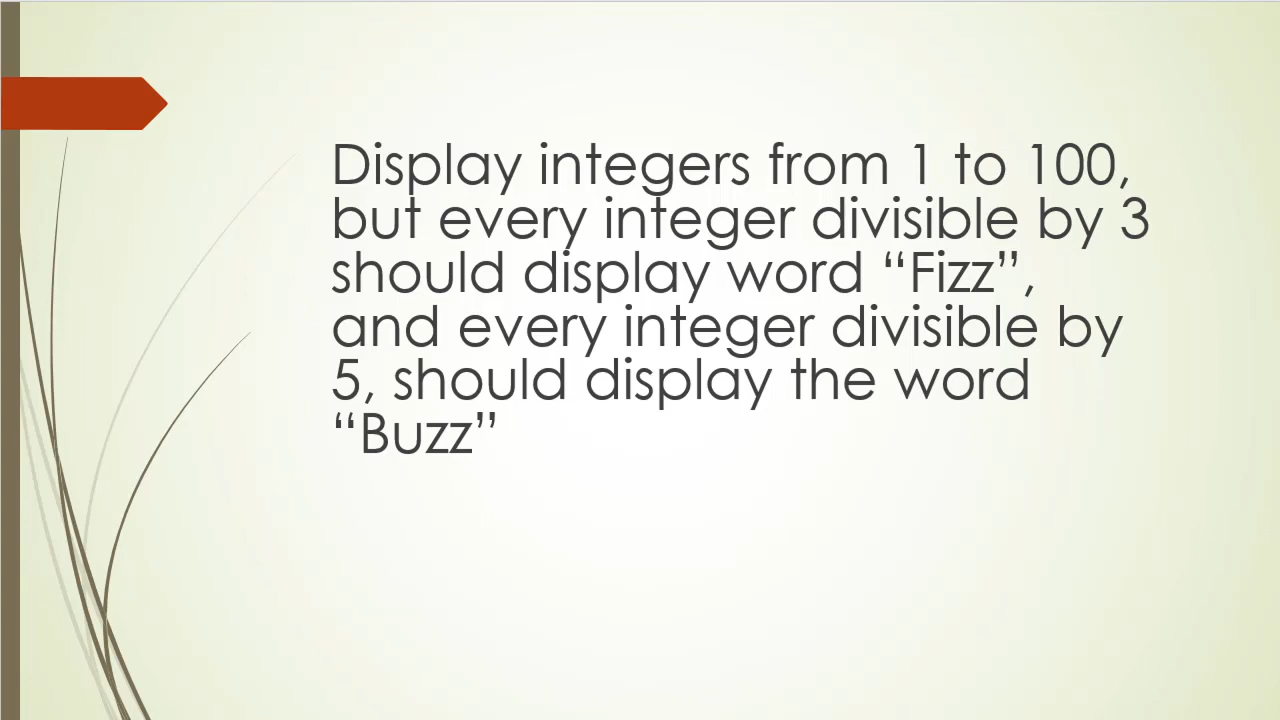 Display integers from 1 to 100,
but every integer divisible by 3
should display word “Fizz”,
and every integer divisible by
5, should display the word
“Buzz”